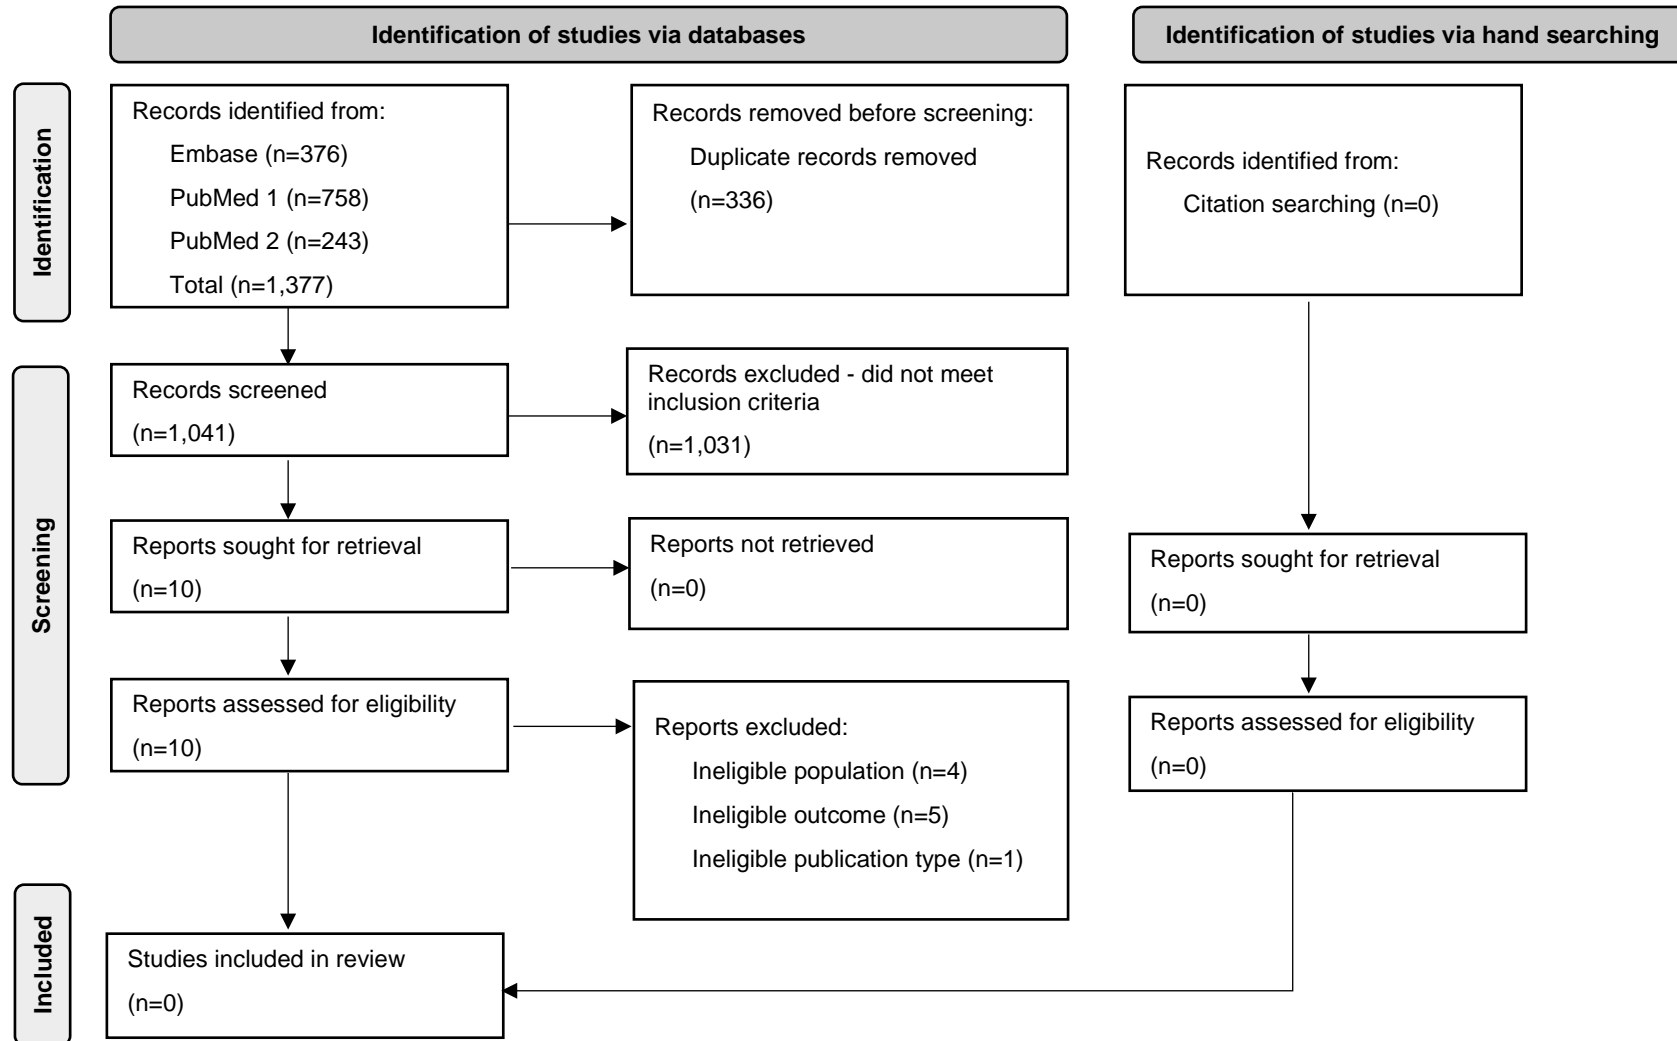 Identification of studies via databases
Identification of studies via hand searching
Identification
Records identified from:
Embase (n=376)
PubMed 1 (n=758)
PubMed 2 (n=243)
Total (n=1,377)
Records removed before screening:
Duplicate records removed
(n=336)
Records identified from:
Citation searching (n=0)
Screening
Records screened
(n=1,041)
Records excluded - did not meet
inclusion criteria
(n=1,031)
Reports sought for retrieval
(n=10)
Reports not retrieved
(n=0)
Reports sought for retrieval
(n=0)
Reports assessed for eligibility
(n=10)
Reports excluded:
Ineligible population (n=4)
Ineligible outcome (n=5)
Ineligible publication type (n=1)
Reports assessed for eligibility
(n=0)
Included
Studies included in review
(n=0)